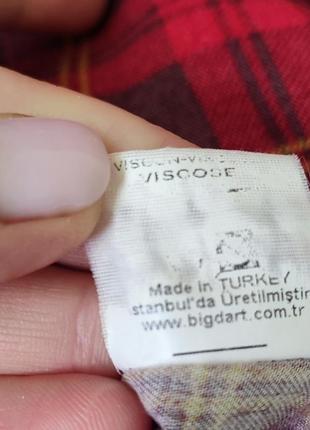 VISCOSE
Made in TURKEY
stanbul'da Üretilmiştir
www.bigdart.com.tr